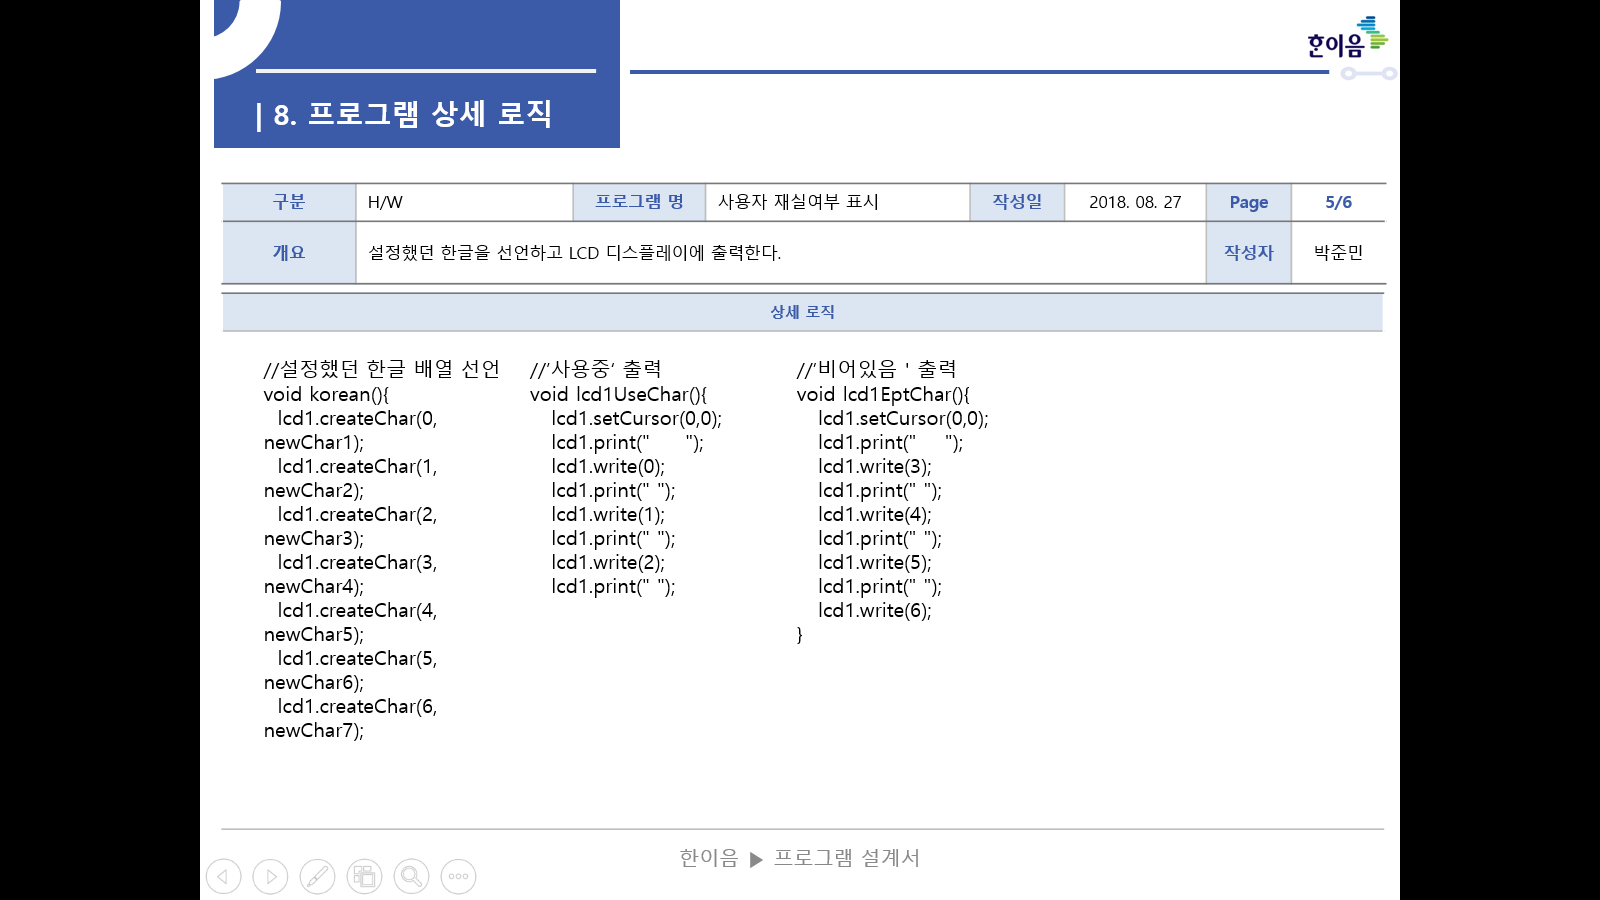 한이음
| 8. 프로그램 상세 로직
구분 H/W 프로그램 명 사용자 재실여부 표시 작성일 2018. 08. 27 Page 5/6
개요 설정했던 한글을 선언하고 LCD 디스플레이에 출력한다. 작성자 박준민
상세 로직
//설정했던 한글 배열 선언
void korean(){
lcd1.createChar(0,
newChar1);
lcd1.createChar(1,
newChar2);
lcd1.createChar(2,
newChar3);
lcd1.createChar(3,
newChar4);
lcd1.createChar(4,
newChar5);
lcd1.createChar(5,
newChar6);
lcd1.createChar(6,
newChar7);
//‘사용중‘ 출력
void lcd1UseChar(){
lcd1.setCursor(0,0);
lcd1.print("     ");
lcd1.write(0);
lcd1.print(" ");
lcd1.write(1);
lcd1.print(" ");
lcd1.write(2);
lcd1.print(" ");
//‘비어있음 ' 출력
void lcd1EptChar(){
lcd1.setCursor(0,0);
lcd1.print("    ");
lcd1.write(3);
lcd1.print(" ");
lcd1.write(4);
lcd1.print(" ");
lcd1.write(5);
lcd1.print(" ");
lcd1.write(6);
}
한이음 ▶ 프로그램 설계서